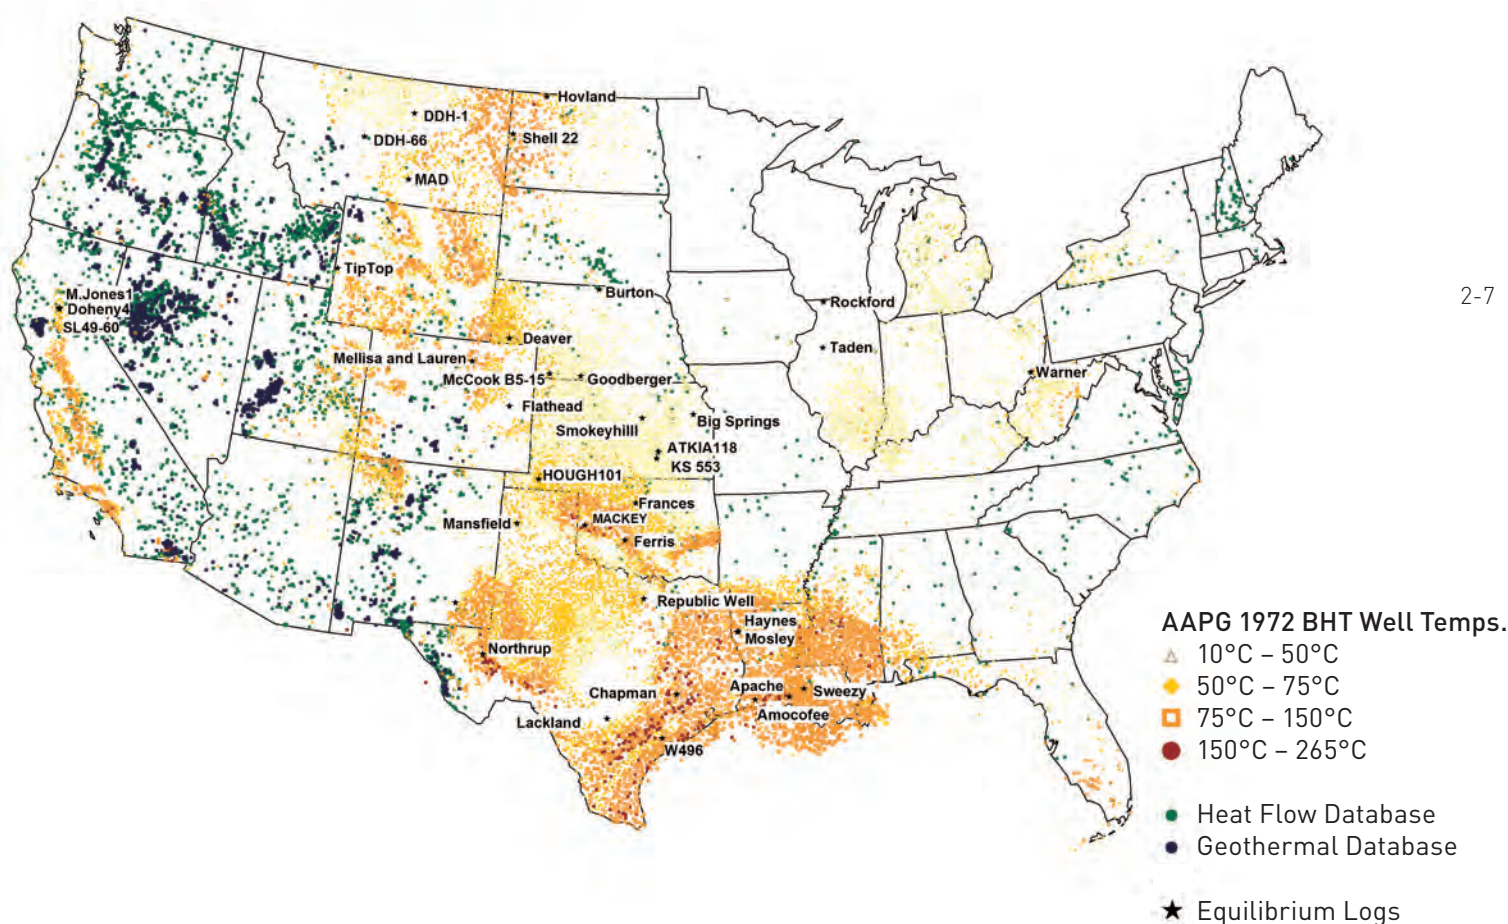 Hovland
DDH-1
Shell 22
DDH-66
MAD
TipTop
M.Jones1
Doheny4
SL49-60
Burton
Rockford
2-7
Deaver
Taden
Mellisa and Lauren
McCook B5-15
Goodberger
Warner
Flathead
Smokeyhilll
Big Springs
ATKIA118
KS 553
HOUGH101
Frances
Mansfield
MACKEY
Ferris
Republic Well
Haynes
Mosley
Northrup
Chapman
Apache
Sweezy
Lackland
Amocofee
W496
AAPG 1972 BHT Well Temps.
10°C – 50°C
50°C – 75°C
75°C – 150°C
150°C – 265°C
Heat Flow Database
Geothermal Database
Equilibrium Logs